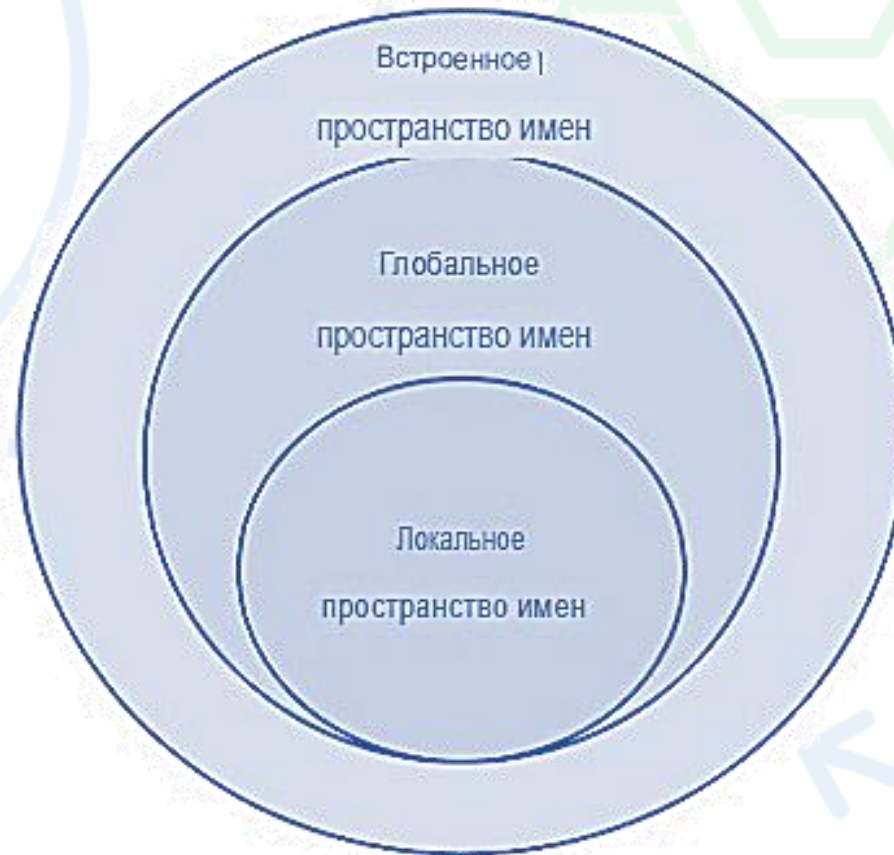 Встроенное
пространство имен
Глобальное
пространство имен
Локальное
пространство имен